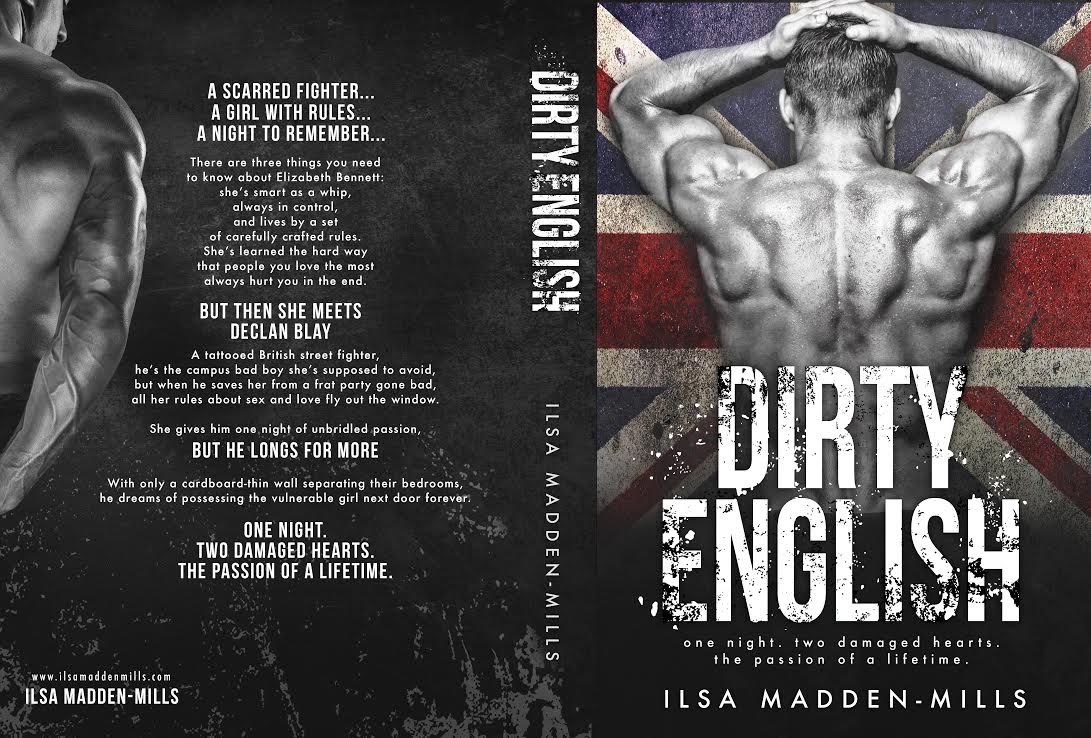 A SCARRED FIGHTER...
A GIRL WITH RULES...
A NIGHT TO REMEMBER...
There are three things you need
to know about Elizabeth Bennett:
she's smart as a whip,
always in control,
and lives by a set
of carefully crafted rules.
She's learned the hard way
that people you love the most
always hurt you in the end.
BUT THEN SHE MEETS
DECLAN BLAY
A tattooed British street fighter,
he's the campus bad boy she's supposed to avoid,
but when he saves her from a frat party gone bad,
all her rules about sex and love fly out the window.
She gives him one night of unbridled passion,
BUT HE LONGS FOR MORE
With only a cardboard-thin wall separating their bedrooms,
he dreams of possessing the vulnerable girl next door forever.
ONE NIGHT.
TWO DAMAGED HEARTS.
THE PASSION OF A LIFETIME.
www.ilsamaddenmills.com
ILSA MADDEN-MILLS
DIRTY ENGLISH
ILSA MADDEN-MILLS
DIRTY
ENGLISH
one night. two damaged hearts.
the passion of a lifetime.
ILSA MADDEN-MILLS